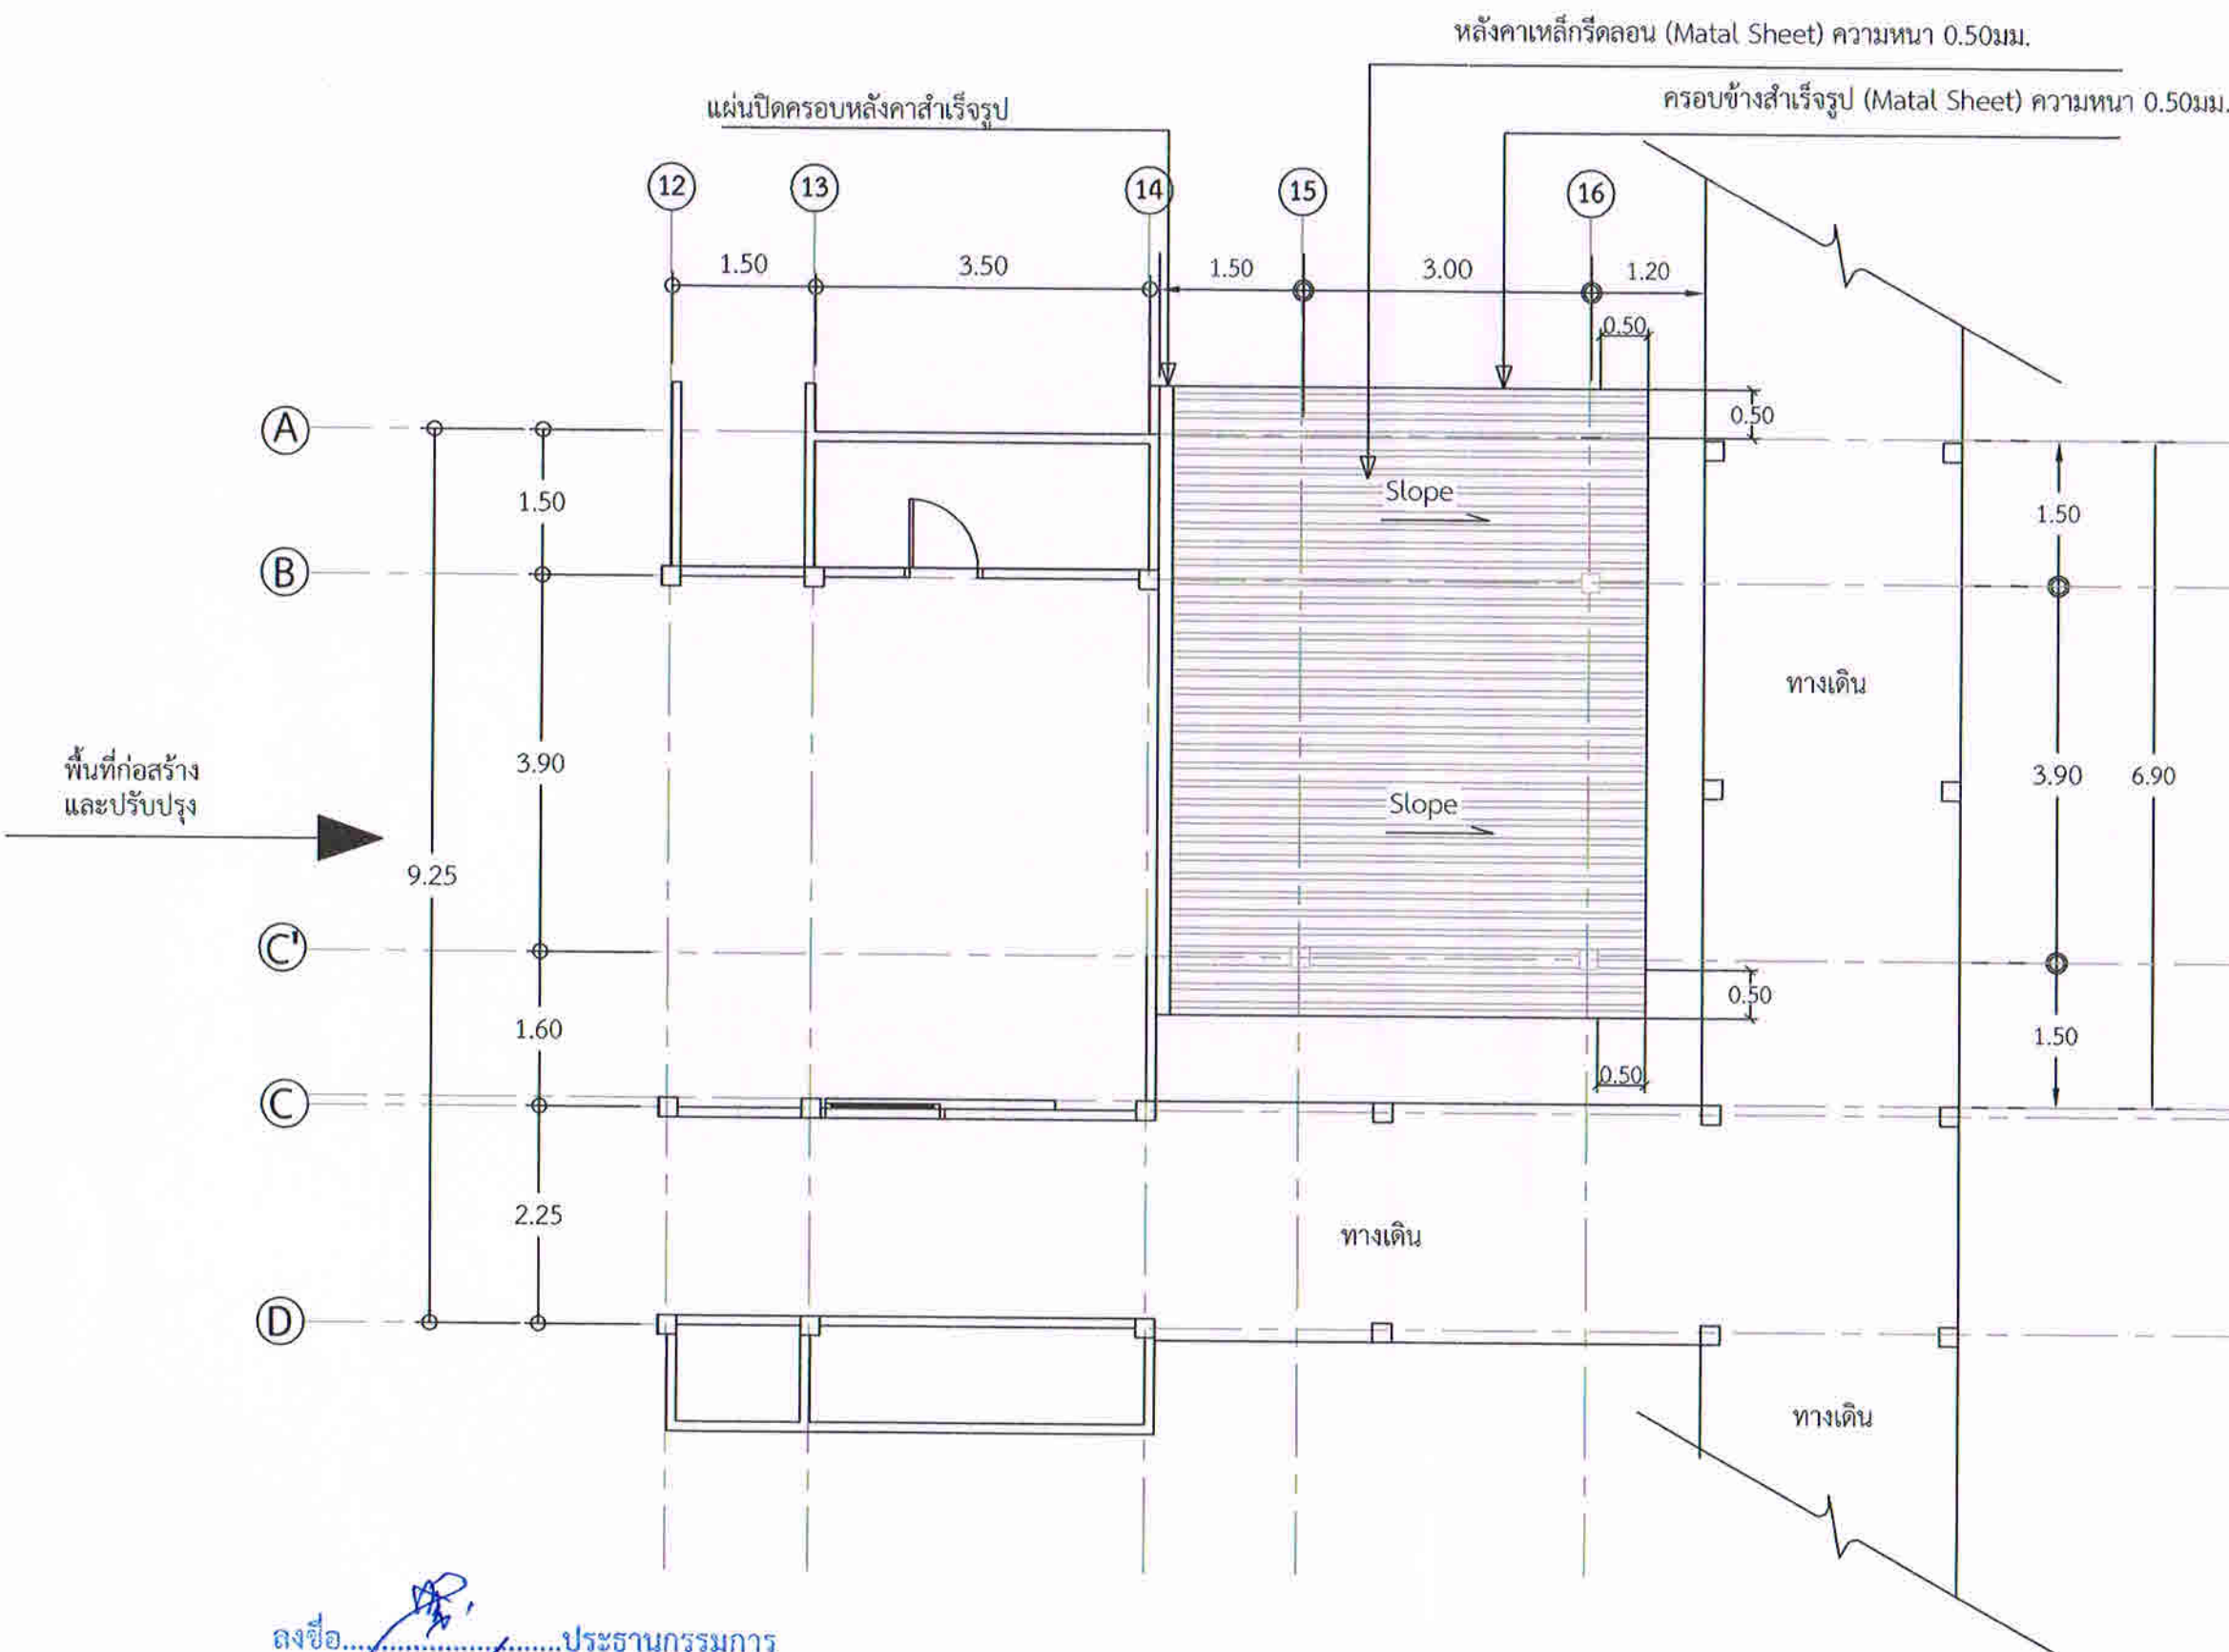 หลังคาเหล็กรีดลอน (Matal Sheet) ความหนา 0.50มม.
ครอบข้างสำเร็จรูป (Matal Sheet) ความหนา 0.50มม.
แผ่นปิดครอบหลังคาสำเร็จรูป
12 13 14 15 16
1.50 3.50 1.50 3.00 1.20
0.50
0.50
A
1.50
Slope
1.50
B
ทางเดิน
พื้นที่ก่อสร้าง
และปรับปรุง
3.90
3.90 6.90
Slope
9.25
C'
0.50
1.60
1.50
0.50
C
2.25
ทางเดิน
D
ทางเดิน
ลงชื่อ......................ประธานกรรมการ